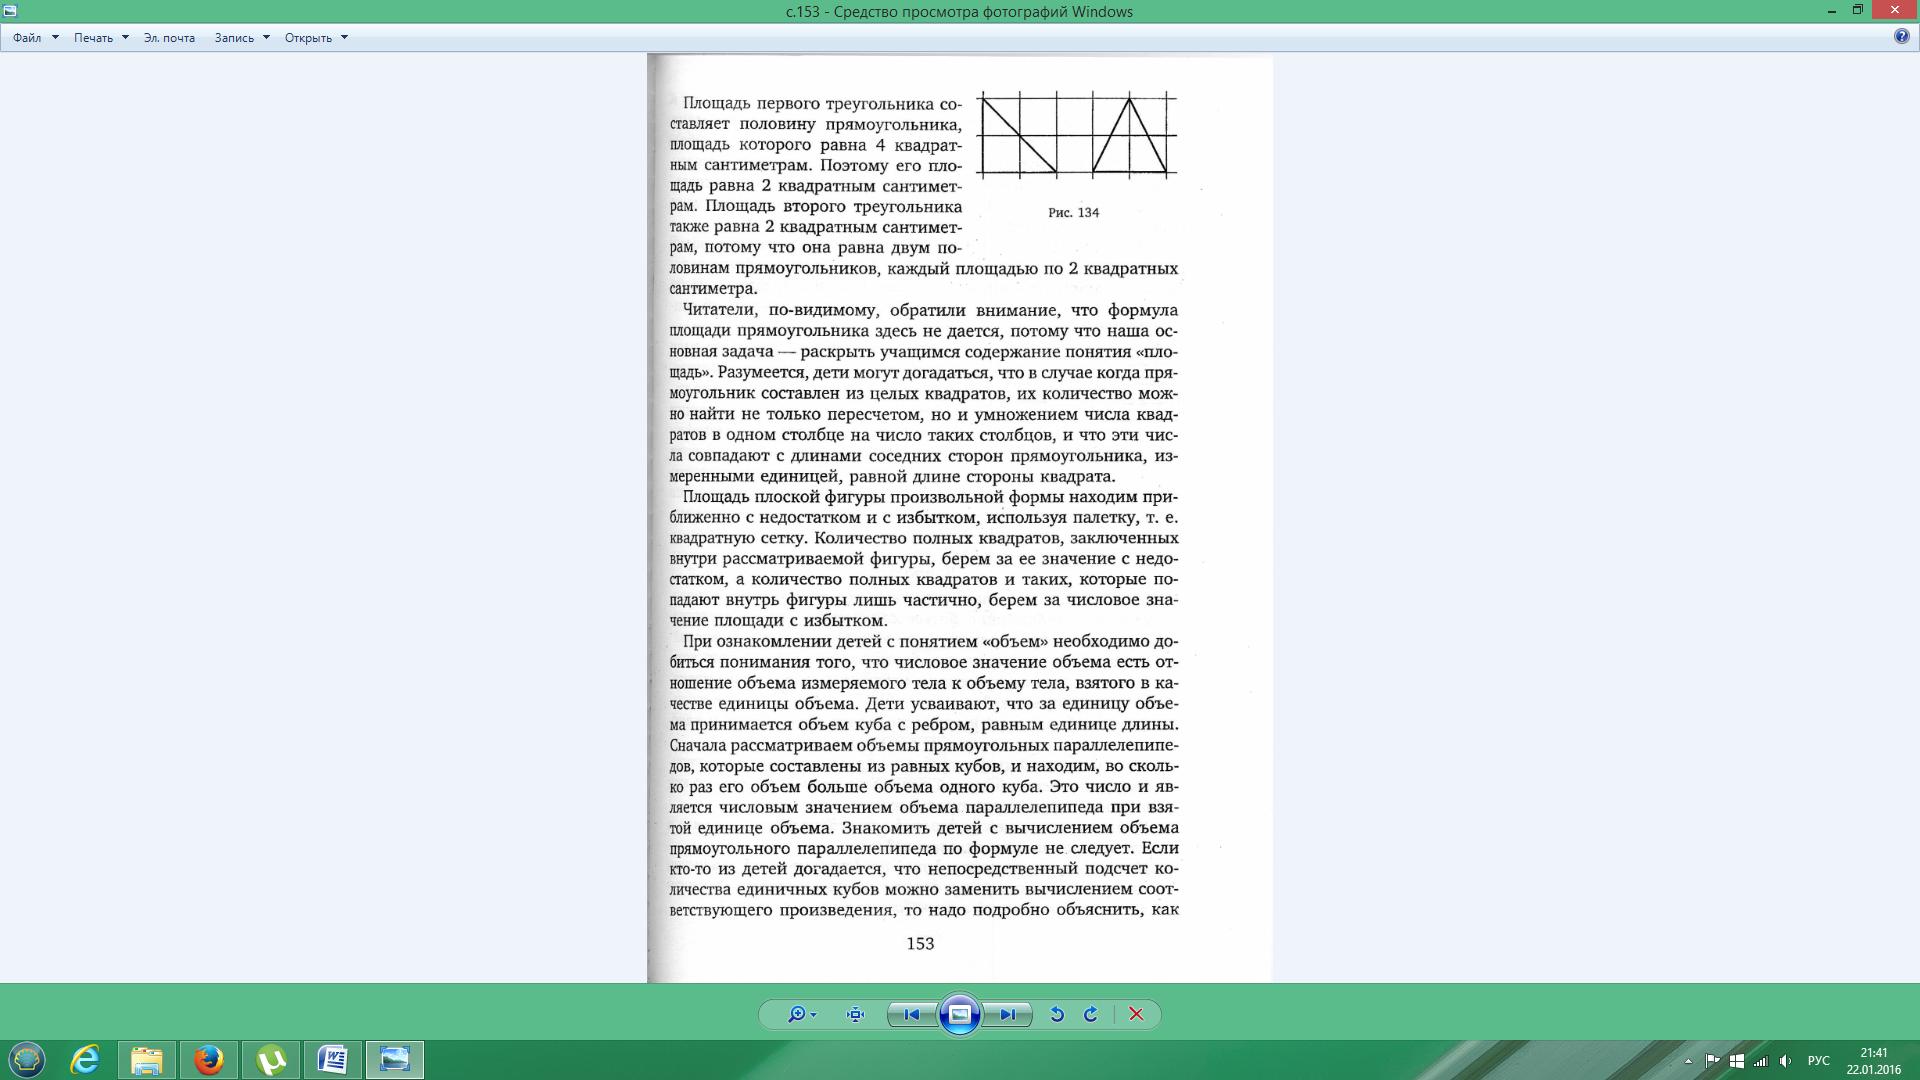 с.153 - Средство просмотра фотографий Windows
Файл Печать Эл. почта Запись Открыть
Площадь первого треугольника со-
ставляет половину прямоугольника,
площадь которого равна 4 квадрат-
ным сантиметрам. Поэтому его пло-
щадь равна 2 квадратным сантимет-
рам. Площадь второго треугольника
также равна 2 квадратным сантимет-
рам, потому что она равна двум по-
Рис. 134
ловинам прямоугольников, каждый площадью по 2 квадратных
сантиметра.
Читатели, по-видимому, обратили внимание, что формула
площади прямоугольника здесь не дается, потому что наша ос-
новная задача — раскрыть учащимся содержание понятия «пло-
щадь». Разумеется, дети могут догадаться, что в случае когда пря-
моугольник составлен из целых квадратов, их количество мож-
но найти не только пересчетом, но и умножением числа квад-
ратов в одном столбце на число таких столбцов, и что эти чис-
ла совпадают с длинами соседних сторон прямоугольника, из-
меренными единицей, равной длине стороны квадрата.
Площадь плоской фигуры произвольной формы находим при-
ближенно с недостатком и с избытком, используя палетку, т. е.
квадратную сетку. Количество полных квадратов, заключенных
внутри рассматриваемой фигуры, берем за ее значение с недо-
статком, а количество полных квадратов и таких, которые по-
падают внутрь фигуры лишь частично, берем за числовое зна-
чение площади с избытком.
При ознакомлении детей с понятием «объем» необходимо до-
биться понимания того, что числовое значение объема есть от-
ношение объема измеряемого тела к объему тела, взятого в ка-
честве единицы объема. Дети усваивают, что за единицу объе-
ма принимается объем куба с ребром, равным единице длины.
Сначала рассматриваем объемы прямоугольных параллелепипе-
дов, которые составлены из равных кубов, и находим, во сколь-
ко раз его объем больше объема одного куба. Это число и яв-
ляется числовым значением объема параллелепипеда при взя-
той единице объема. Знакомить детей с вычислением объема
прямоугольного параллелепипеда по формуле не следует. Если
кто-то из детей догадается, что непосредственный подсчет ко-
личества единичных кубов можно заменить вычислением соот-
ветствующего произведения, то надо подробно объяснить, как
153
РУС
21:41
22.01.2016